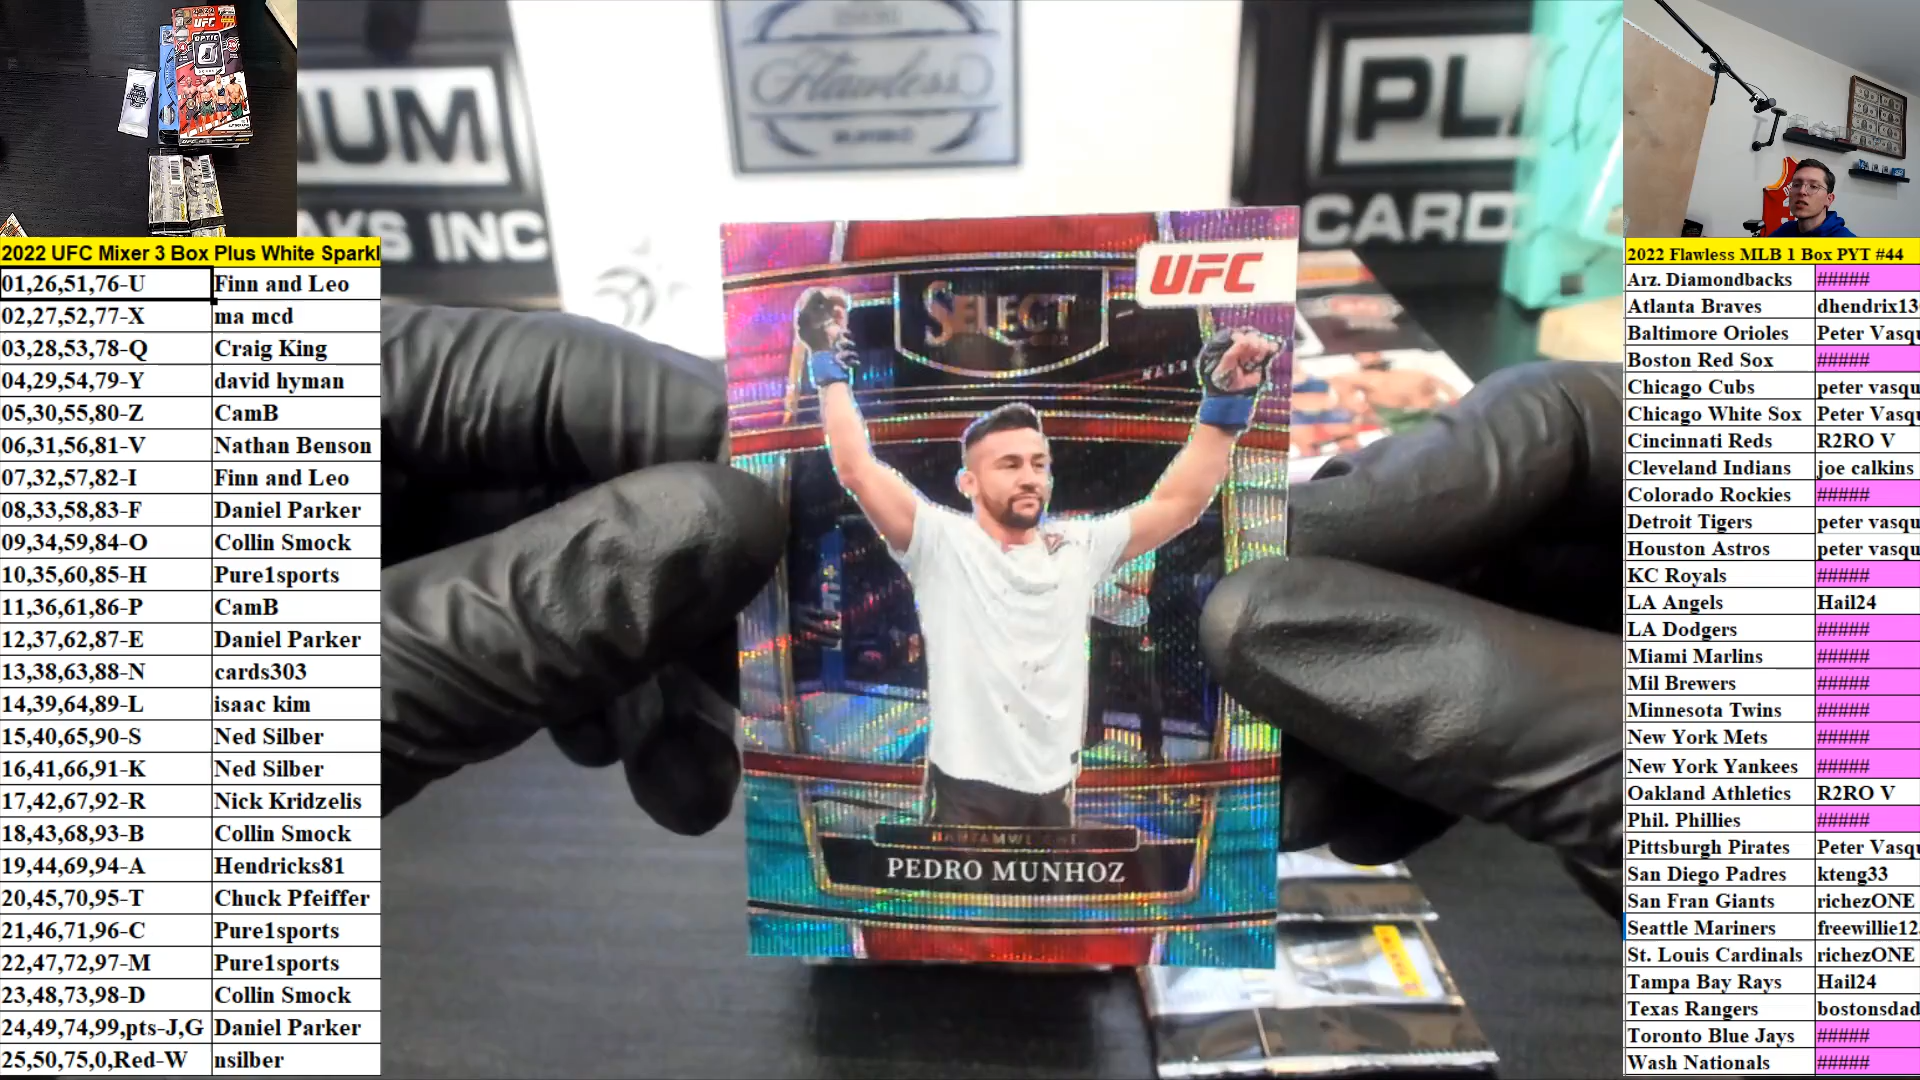 2022 UFC Mixer 3 Box Plus White Sparkl
01,26,51,76-U Finn and Leo
02,27,52,77-X ma mcd
03,28,53,78-Q Craig King
04,29,54,79-Y david hyman
05,30,55,80-Z CamB
06,31,56,81-V Nathan Benson
07,32,57,82-I Finn and Leo
08,33,58,83-F Daniel Parker
09,34,59,84-O Collin Smock
10,35,60,85-H Pure1sports
11,36,61,86-P CamB
12,37,62,87-E Daniel Parker
13,38,63,88-N cards303
14,39,64,89-L isaac kim
15,40,65,90-S Ned Silber
16,41,66,91-K Ned Silber
17,42,67,92-R Nick Kridzelis
18,43,68,93-B Collin Smock
19,44,69,94-A Hendricks81
20,45,70,95-T Chuck Pfeiffer
21,46,71,96-C Pure1sports
22,47,72,97-M Pure1sports
23,48,73,98-D Collin Smock
24,49,74,99,pts-J,G Daniel Parker
25,50,75,0,Red-W nsilber
UFC
OPTIC
NUM
AKS INC
Flawless
PL
CARD
UFC
SELECT
BANTAMWEIGHT
PEDRO MUNHOZ
2022 Flawless MLB 1 Box PYT #44
Arz. Diamondbacks #####
Atlanta Braves dhendrix13
Baltimore Orioles Peter Vasqu
Boston Red Sox #####
Chicago Cubs peter vasqu
Chicago White Sox Peter Vasqu
Cincinnati Reds R2RO V
Cleveland Indians joe calkins
Colorado Rockies #####
Detroit Tigers peter vasqu
Houston Astros peter vasqu
KC Royals #####
LA Angels Hail24
LA Dodgers #####
Miami Marlins #####
Mil Brewers #####
Minnesota Twins #####
New York Mets #####
New York Yankees #####
Oakland Athletics R2RO V
Phil. Phillies #####
Pittsburgh Pirates Peter Vasqu
San Diego Padres kteng33
San Fran Giants richezONE
Seattle Mariners freewillie12
St. Louis Cardinals richezONE
Tampa Bay Rays Hail24
Texas Rangers bostonsdad
Toronto Blue Jays #####
Wash Nationals #####